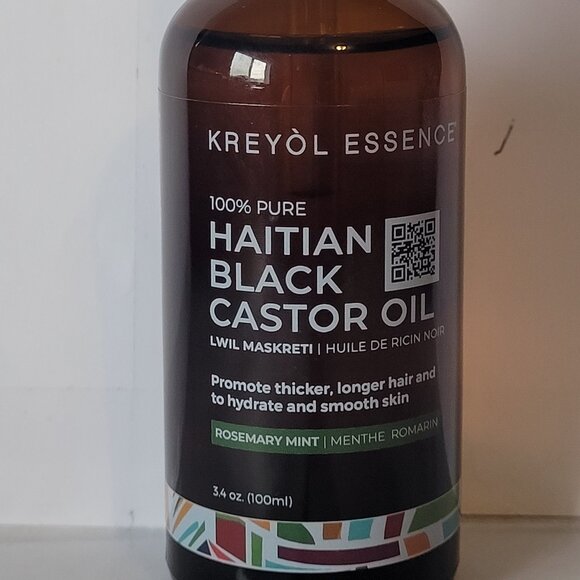 KREYÒL ESSENCE
100% PURE
HAITIAN
BLACK
CASTOR OIL
LWIL MASKRETI | HUILE DE RICIN NOIR
Promote thicker, longer hair and
to hydrate and smooth skin
ROSEMARY MINT | MENTHE ROMARIN
3.4 oz. (100ml)